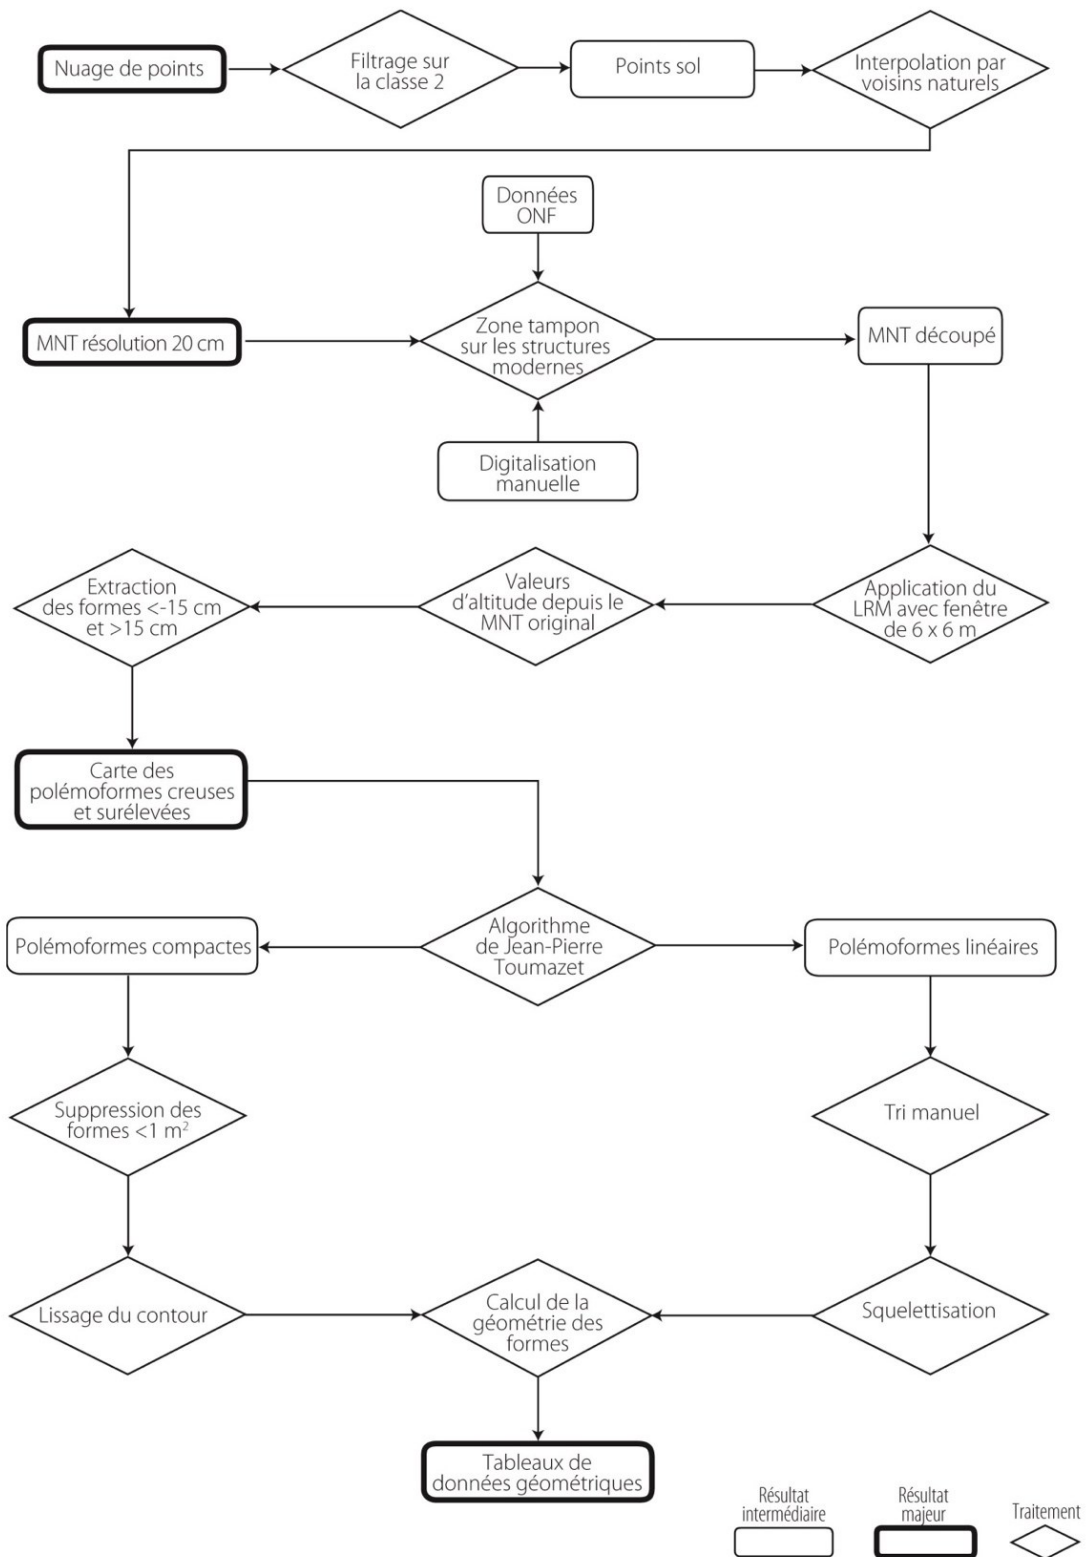 Nuage de points
Filtrage sur
la classe 2
Points sol
Interpolation par
voisins naturels
Données
ONF
MNT résolution 20 cm
Zone tampon
sur les structures
modernes
MNT découpé
Digitalisation
manuelle
Extraction
des formes <-15 cm
et >15 cm
Valeurs
d'altitude depuis le
MNT original
Application du
LRM avec fenêtre
de 6 x 6 m
Carte des
polémoformes creuses
et surélevées
Polémoformes compactes
Algorithme
de Jean-Pierre
Toumazet
Polémoformes linéaires
Suppression des
formes <1 m²
Tri manuel
Lissage du contour
Calcul de la
géométrie des
formes
Squelettisation
Tableaux de
données géométriques
Résultat
intermédiaire
Résultat
majeur
Traitement